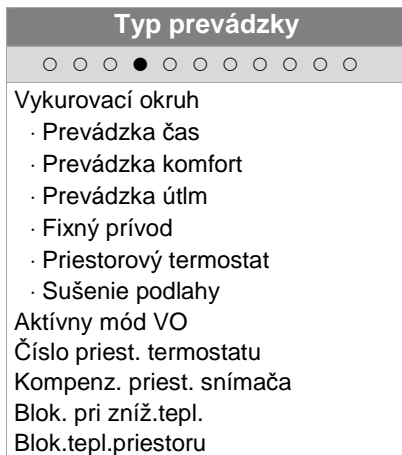 Typ prevádzky
Vykurovací okruh
· Prevádzka čas
· Prevádzka komfort
· Prevádzka útlm
· Fixný prívod
· Priestorový termostat
· Sušenie podlahy
Aktívny mód VO
Číslo priest. termostatu
Kompenz. priest. snímača
Blok. pri zníž.tepl.
Blok.tepl.priestoru